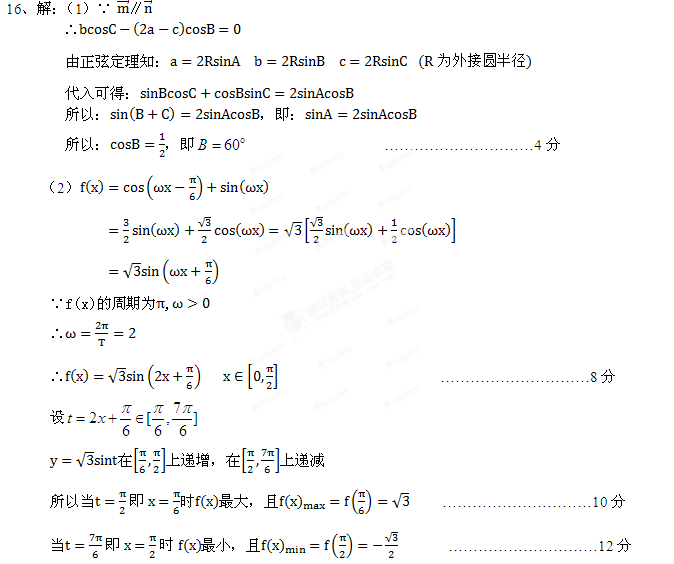 16、解：（1）∵ m⃗∥n⃗
∴bcosC−(2a−c)cosB=0
由正弦定理知：a=2RsinA b=2RsinB c=2RsinC (R为外接圆半径)
代入可得：sinBcosC+cosBsinC=2sinAcosB
所以：sin(B+C)=2sinAcosB，即：sinA=2sinAcosB
所以：cosB=1/2，即 B=60° …………………………4 分
（2）f(x)=cos(ωx−π/6)+sin(ωx)
=3/2 sin(ωx)+√3/2 cos(ωx)=√3[√3/2 sin(ωx)+1/2 cos(ωx)]
=√3sin(ωx+π/6)
∵f(x)的周期为π,ω>0
∴ω=2π/T=2
∴f(x)=√3sin(2x+π/6) x∈[0,π/2] …………………………8 分
设 t=2x+π/6∈[π/6,7π/6]
y=√3sint在[π/6,π/2]上递增，在[π/2,7π/6]上递减
所以当t=π/2即 x=π/6时f(x)最大，且f(x)max=f(π/6)=√3 …………………………10 分
当t=7π/6即 x=π/2时 f(x)最小，且f(x)min=f(π/2)=−√3/2 …………………………12 分